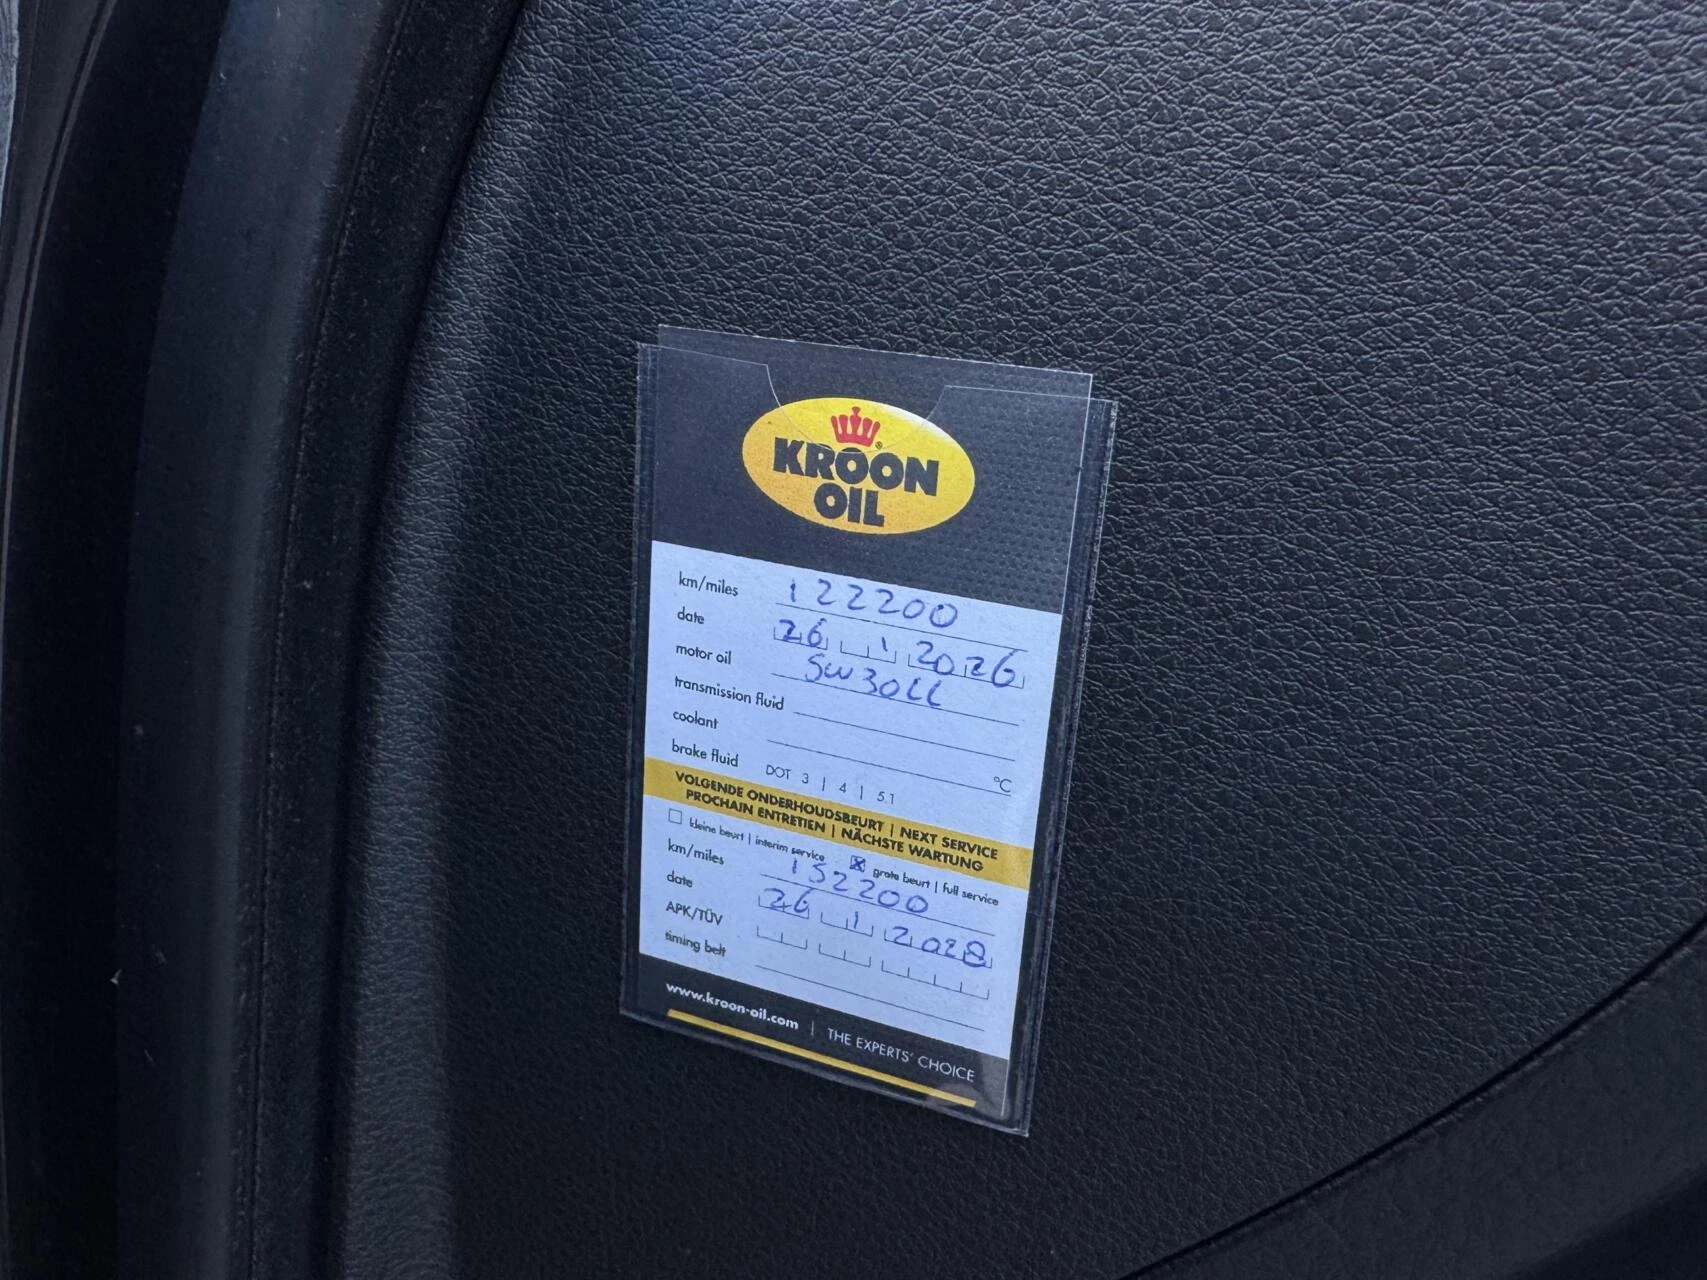 KROON
OIL
km/miles 122200
date 26 1 2026
motor oil 5W30LL
transmission fluid
coolant °C
brake fluid DOT 3 | 4 | 5.1
VOLGENDE ONDERHOUDSBEURT | NEXT SERVICE
PROCHAIN ENTRETIEN | NÄCHSTE WARTUNG
☐ kleine beurt | interim service ☒ grote beurt | full service
km/miles 152200
date 26 1 2028
APK/TÜV
timing belt
www.kroon-oil.com | THE EXPERTS' CHOICE